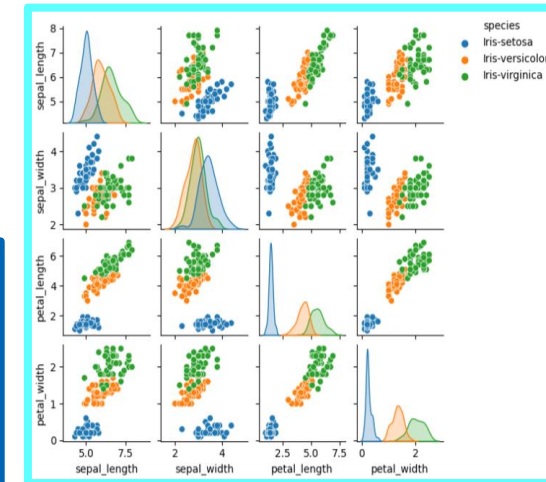 species
Iris-setosa
Iris-versicolor
Iris-virginica
sepal_length
8
7
6
5
sepal_width
4
3
2
petal_length
6
4
2
petal_width
2
1
0
5.0 7.5
sepal_length
2 4
sepal_width
2.5 5.0 7.5
petal_length
0 2
petal_width